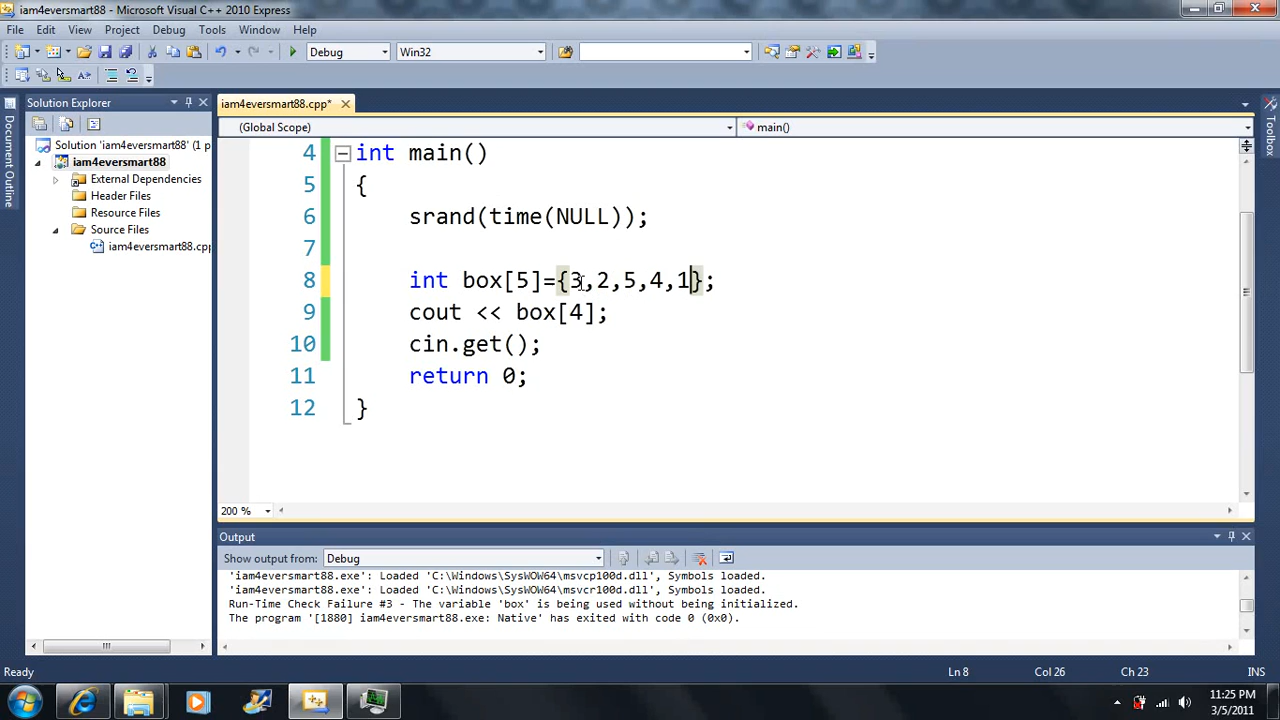 iam4eversmart88 - Microsoft Visual C++ 2010 Express
File Edit View Project Debug Tools Window Help
Debug Win32
Solution Explorer
iam4eversmart88.cpp*
(Global Scope) main()
Document Outline
Toolbox
Solution 'iam4eversmart88' (1 p
iam4eversmart88
External Dependencies
Header Files
Resource Files
Source Files
iam4eversmart88.cpp
4 int main()
5 {
6 srand(time(NULL));
7
8 int box[5]={3,2,5,4,1};
9 cout << box[4];
10 cin.get();
11 return 0;
12 }
200 %
Output
Show output from: Debug
'iam4eversmart88.exe': Loaded 'C:\Windows\SysWOW64\msvcp100d.dll', Symbols loaded.
'iam4eversmart88.exe': Loaded 'C:\Windows\SysWOW64\msvcr100d.dll', Symbols loaded.
Run-Time Check Failure #3 - The variable 'box' is being used without being initialized.
The program '[1880] iam4eversmart88.exe: Native' has exited with code 0 (0x0).
Ready Ln 8 Col 26 Ch 23 INS
11:25 PM
3/5/2011